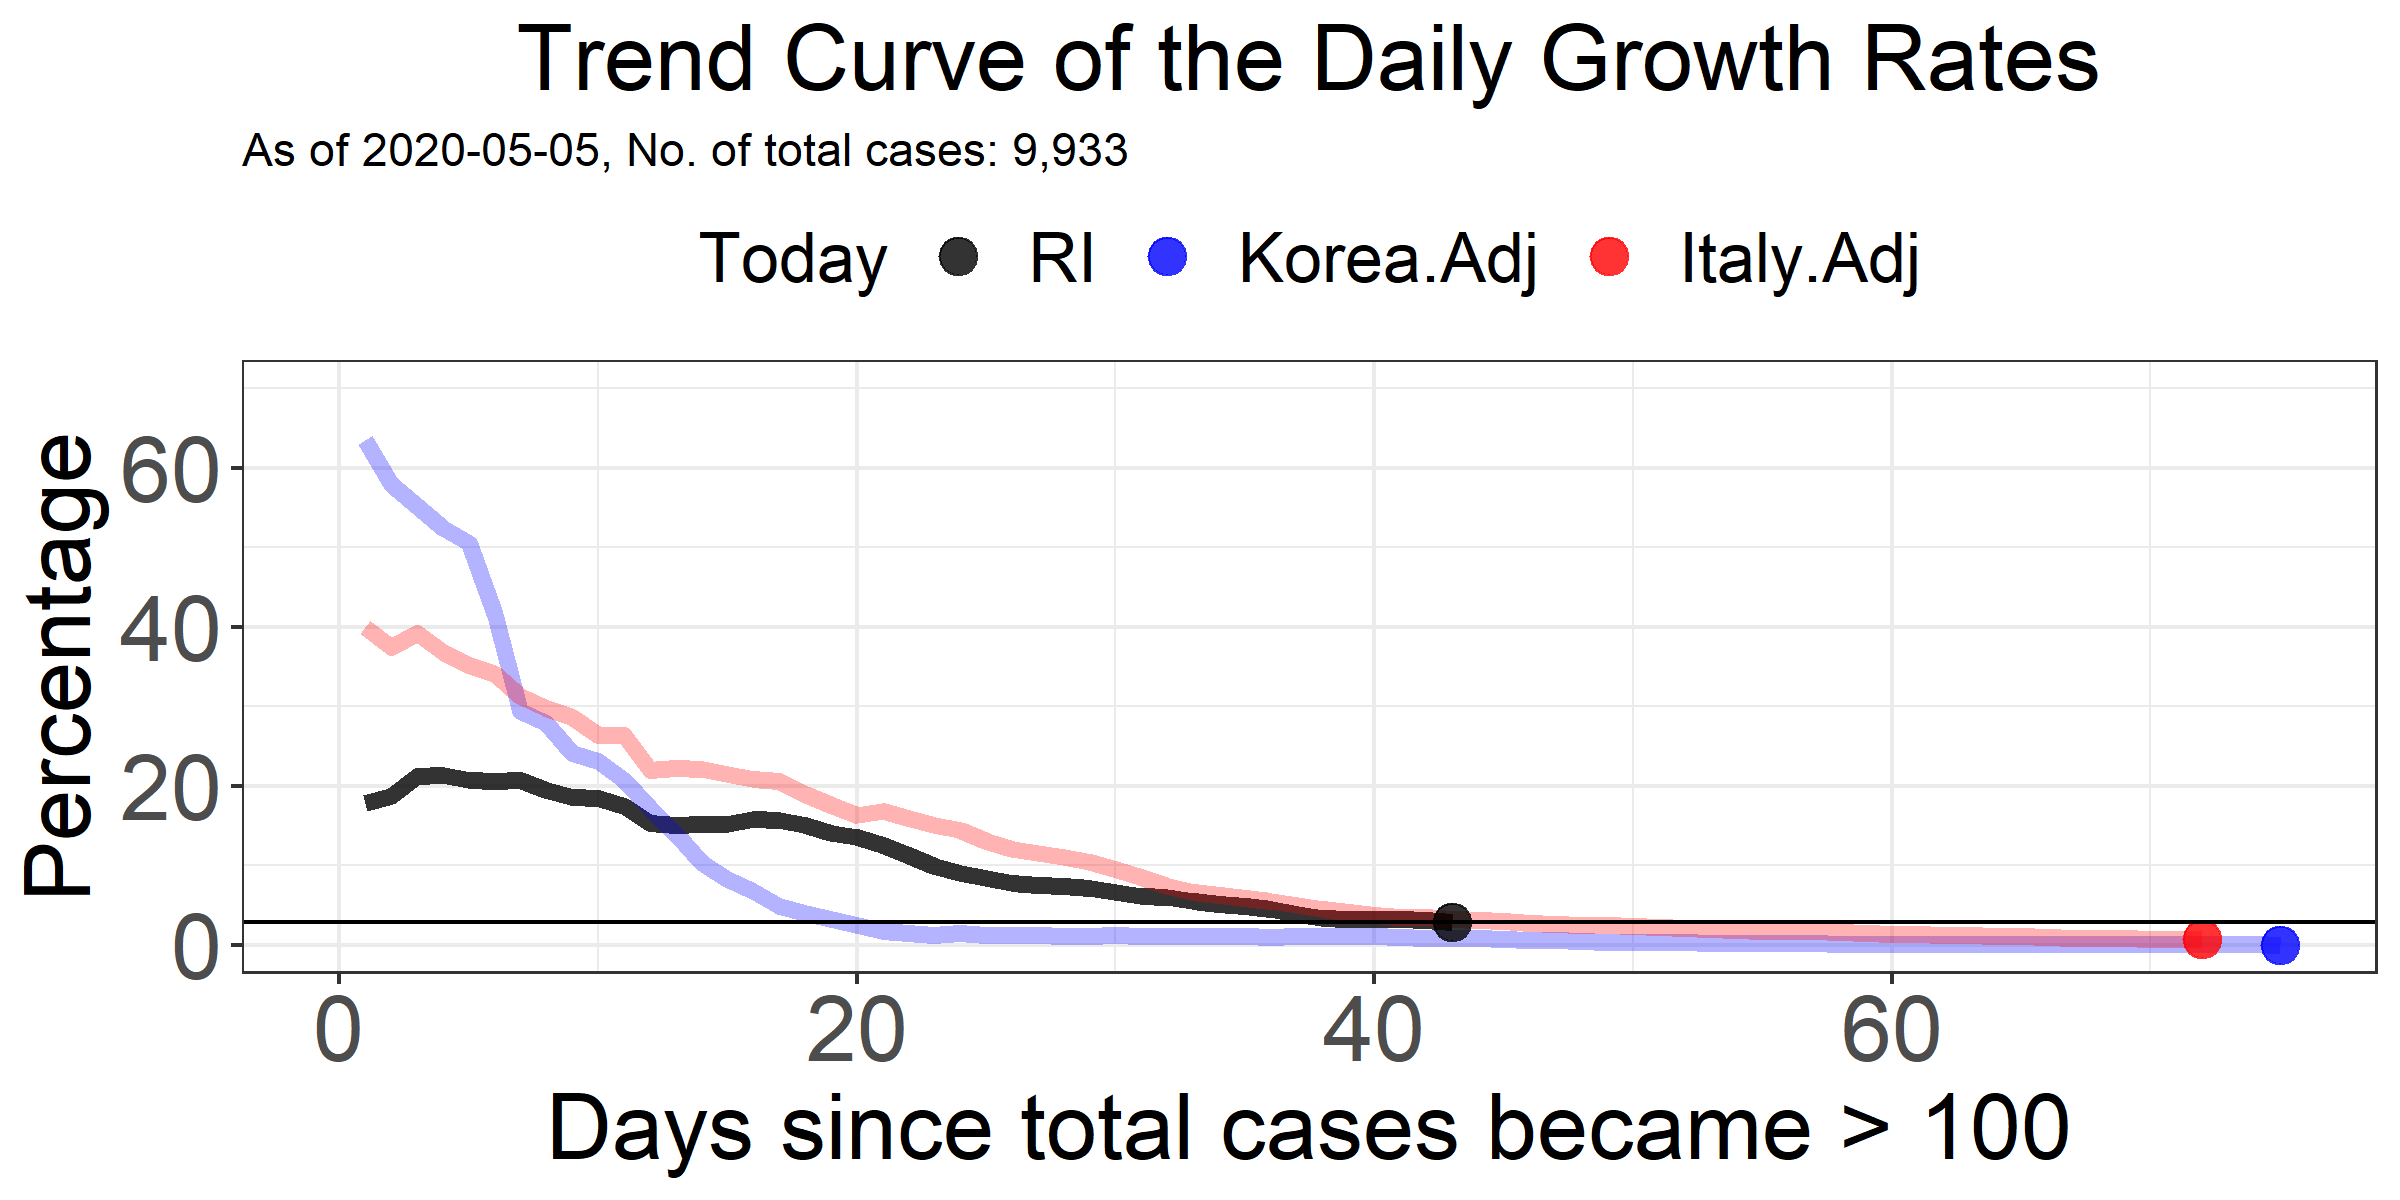 Trend Curve of the Daily Growth Rates
As of 2020-05-05, No. of total cases: 9,933
Today RI Korea.Adj Italy.Adj
Percentage
60
40
20
0
0 20 40 60
Days since total cases became > 100